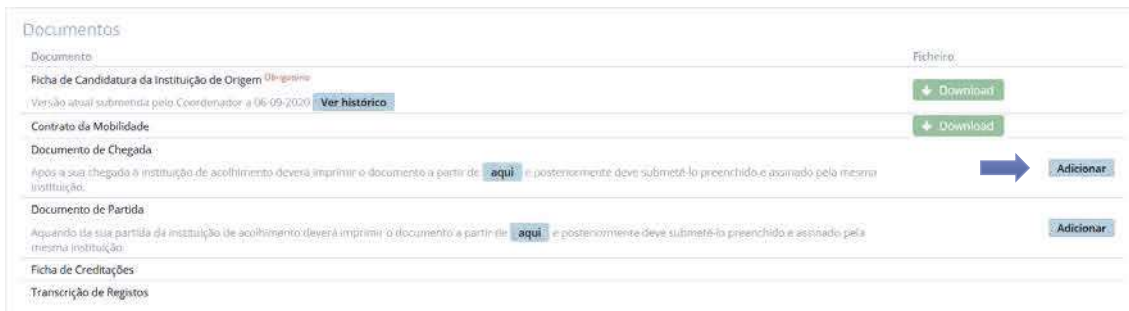 Documentos
Documento Ficheiro
Ficha de Candidatura da Instituição de Origem Obrigatório
Download
Versão atual submetida pelo Coordenador a 06-09-2020 Ver histórico
Contrato da Mobilidade Download
Documento de Chegada
Após a sua chegada à instituição de acolhimento deverá imprimir o documento a partir de aqui e posteriormente deve submetê-lo preenchido e assinado pela mesma
instituição.
Adicionar
Documento de Partida
Aquando da sua partida da instituição de acolhimento deverá imprimir o documento a partir de aqui e posteriormente deve submetê-lo preenchido e assinado pela
mesma instituição.
Adicionar
Ficha de Creditações
Transcrição de Registos